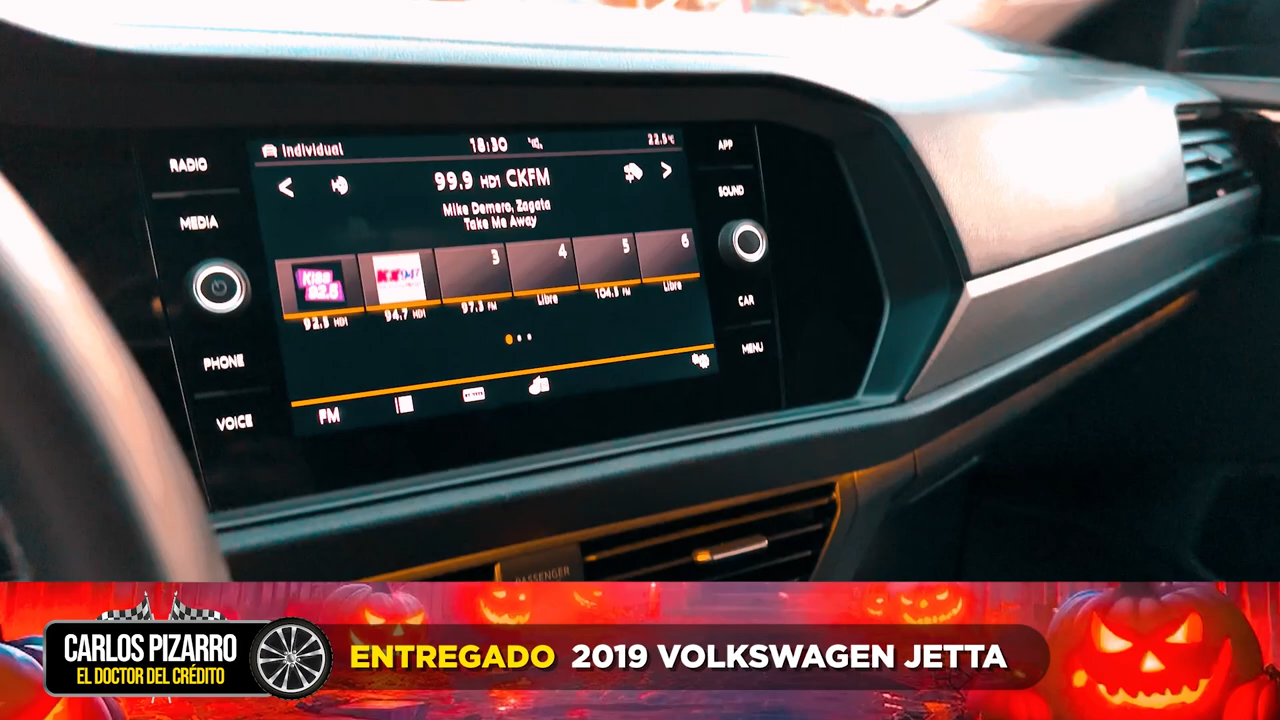 RADIO
MEDIA
PHONE
VOICE
Individual
18:30
22.5°C
99.9 HD1 CKFM
Mike Demero, Zagata
Take Me Away
KISS
92.5
94.7
3
4
5
6
92.5 HD1
94.7 HD1
97.3 FM
Libre
104.5 FM
Libre
FM
APP
SOUND
CAR
MENU
PASSENGER
CARLOS PIZARRO
EL DOCTOR DEL CRÉDITO
ENTREGADO 2019 VOLKSWAGEN JETTA